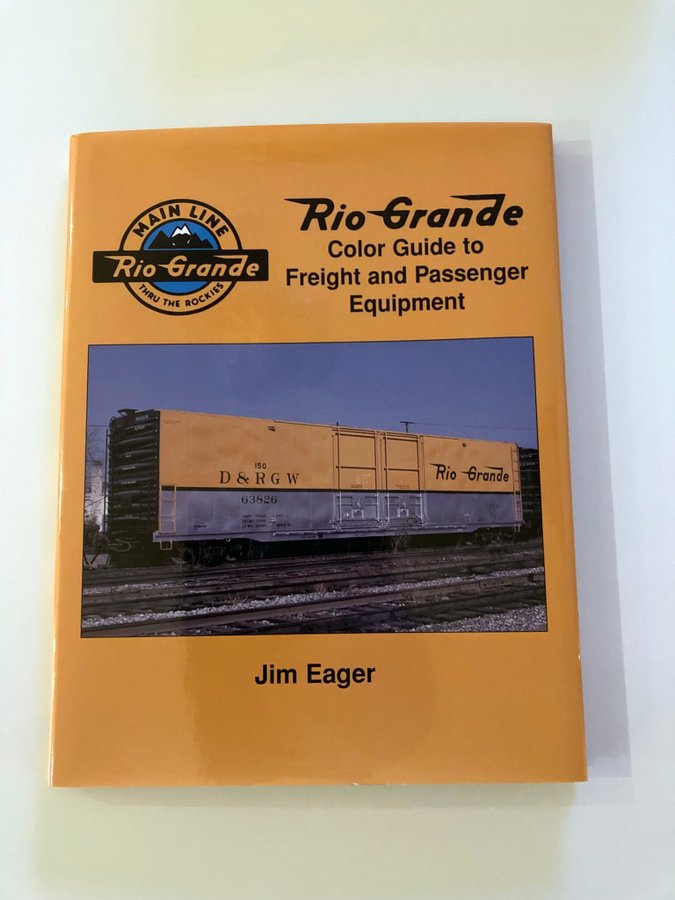 MAIN LINE
Rio Grande
THRU THE ROCKIES
Rio Grande
Color Guide to
Freight and Passenger
Equipment
150
D & R G W
63826
Rio Grande
Jim Eager